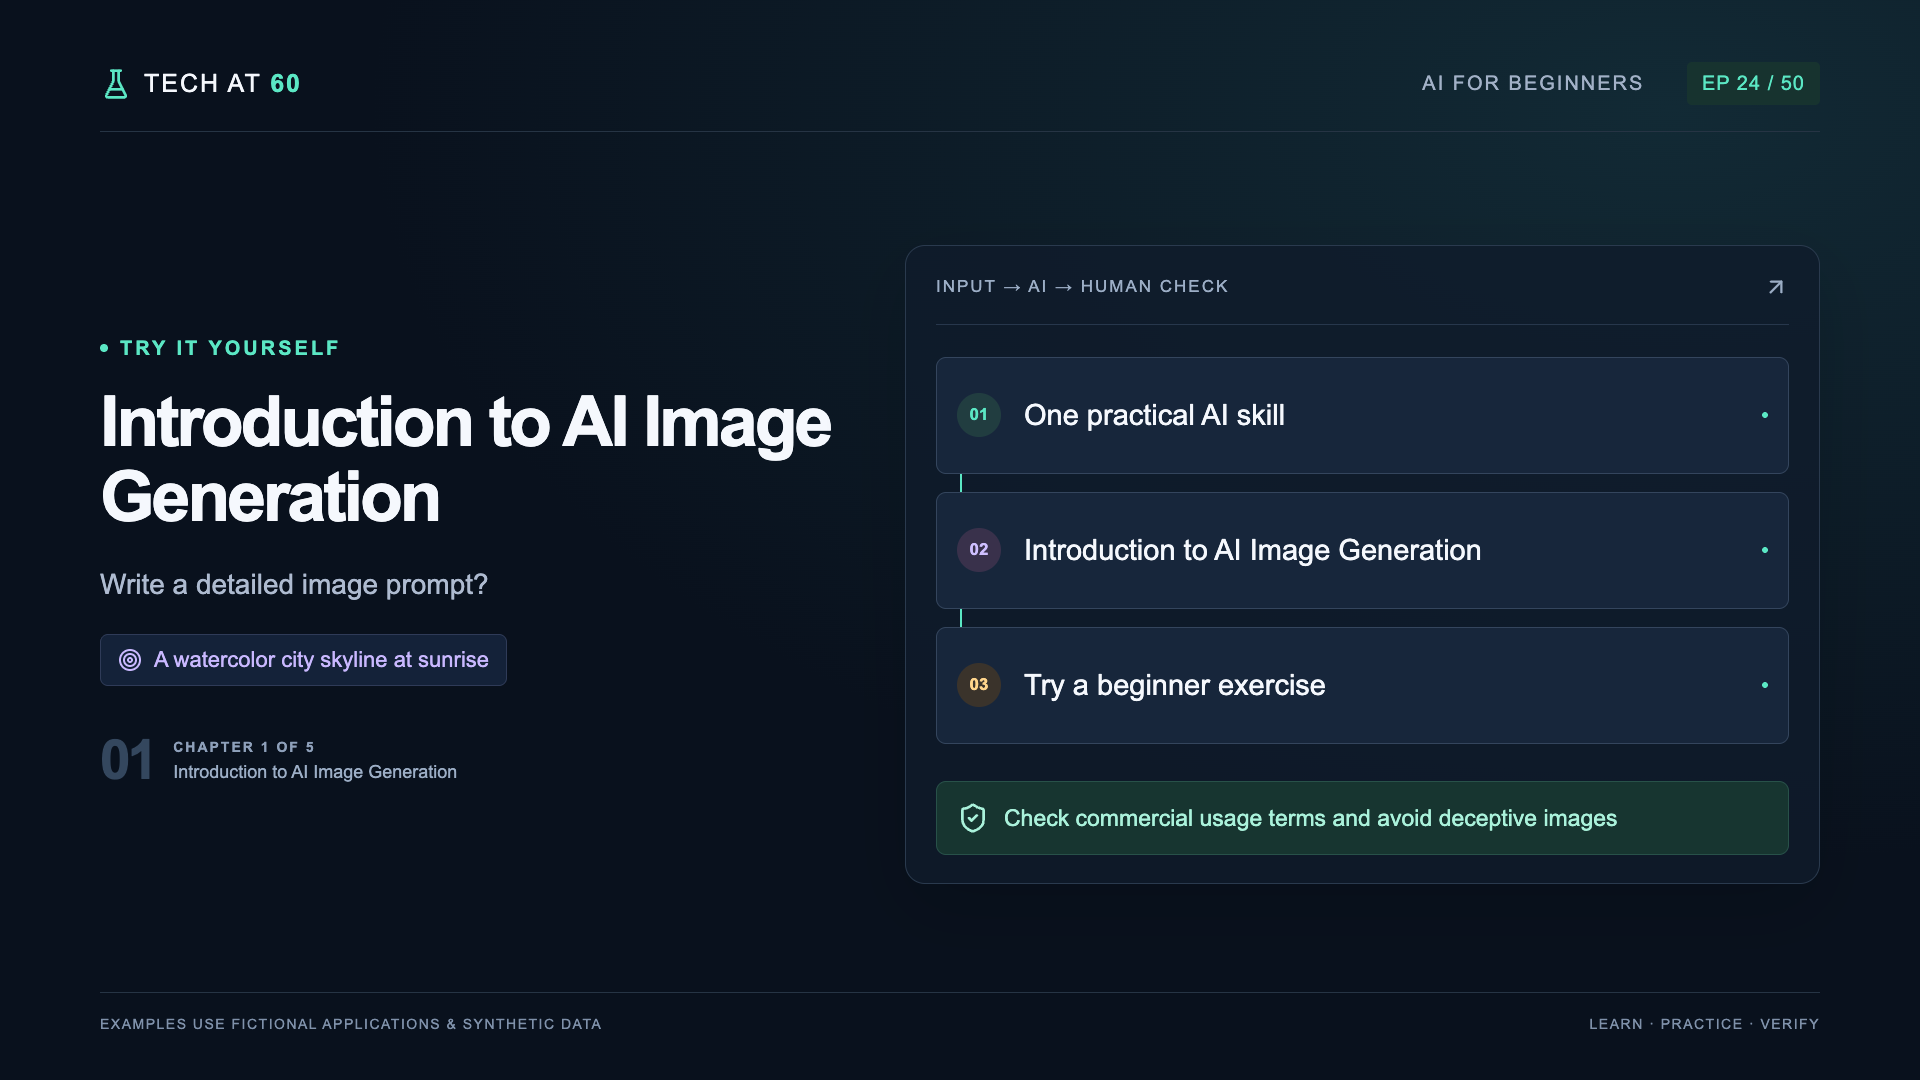 TECH AT 60
AI FOR BEGINNERS
EP 24 / 50
TRY IT YOURSELF
Introduction to AI Image
Generation
Write a detailed image prompt?
A watercolor city skyline at sunrise
01
CHAPTER 1 OF 5
Introduction to AI Image Generation
INPUT → AI → HUMAN CHECK
01
One practical AI skill
02
Introduction to AI Image Generation
03
Try a beginner exercise
Check commercial usage terms and avoid deceptive images
EXAMPLES USE FICTIONAL APPLICATIONS & SYNTHETIC DATA
LEARN · PRACTICE · VERIFY